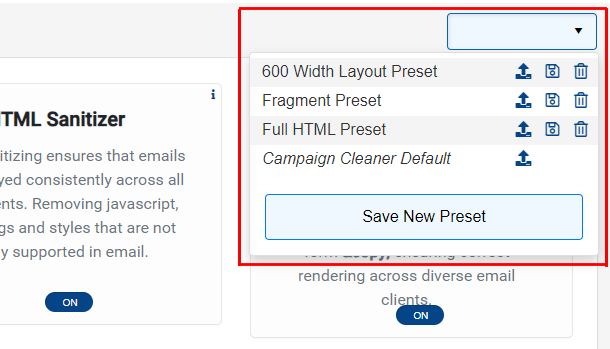 600 Width Layout Preset
Fragment Preset
Full HTML Preset
Campaign Cleaner Default
Save New Preset
TML Sanitizer
itizing ensures that emails
yed consistently across all
ents. Removing javascript,
gs and styles that are not
y supported in email.
ON
rendering across diverse email
clients.
ON